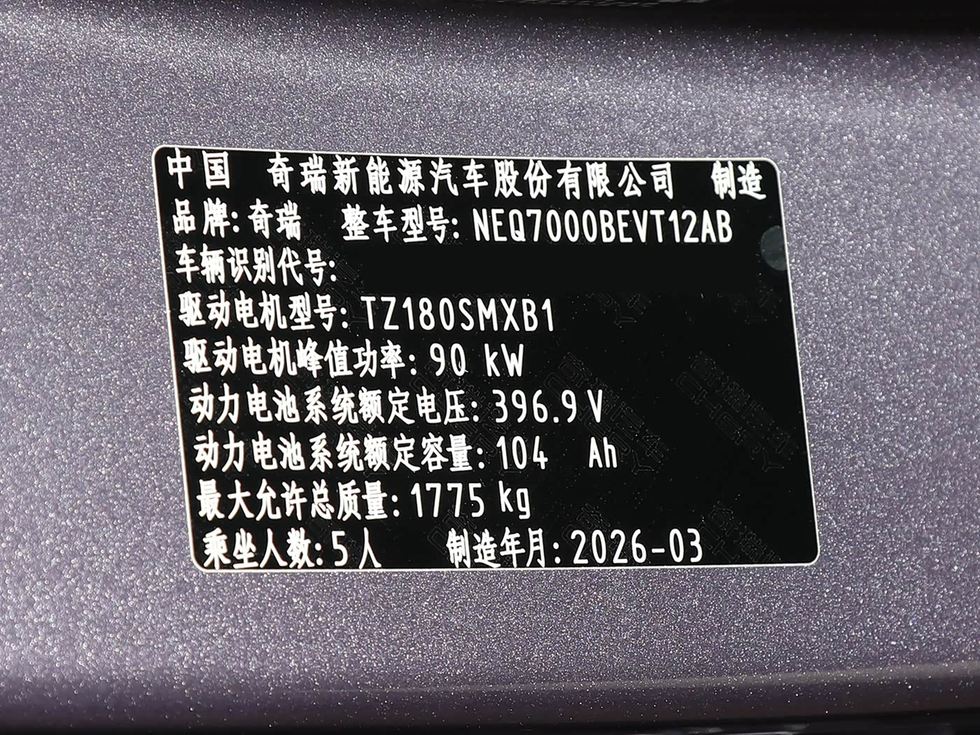 中国 奇瑞新能源汽车股份有限公司 制造
品牌: 奇瑞 整车型号: NEQ7000BEVT12AB
车辆识别代号:
驱动电机型号: TZ180SMXB1
驱动电机峰值功率: 90 kW
动力电池系统额定电压: 396.9 V
动力电池系统额定容量: 104 Ah
最大允许总质量: 1775 kg
乘坐人数: 5 人 制造年月: 2026-03